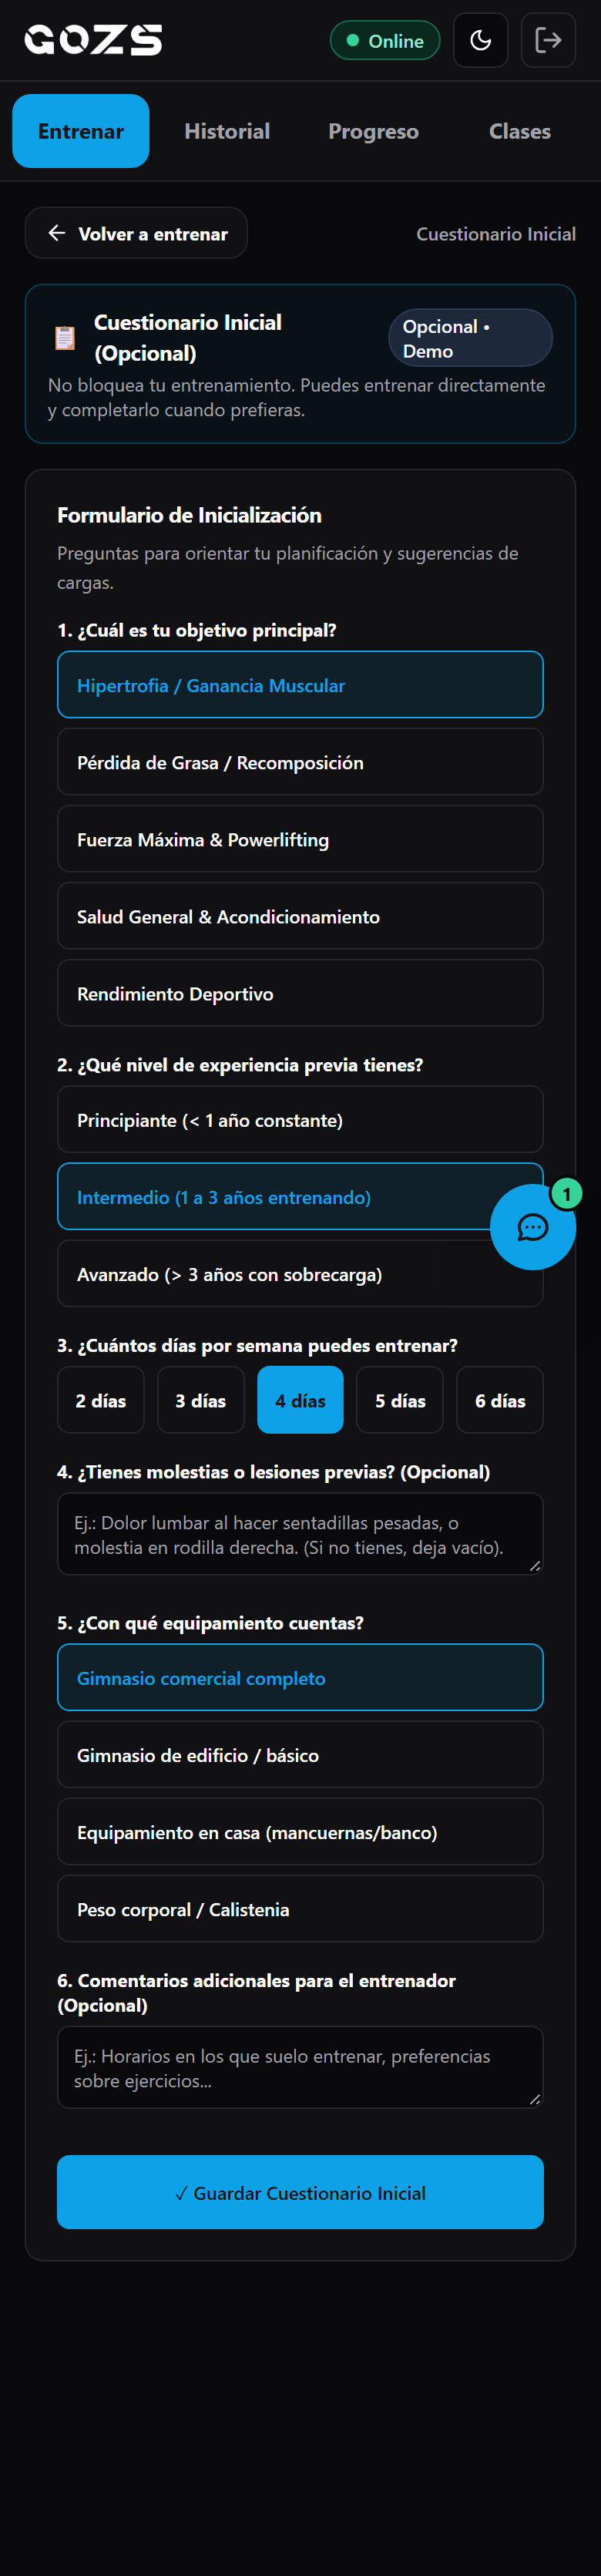 GOZS
Online
Entrenar
Historial
Progreso
Clases
Volver a entrenar
Cuestionario Inicial
Cuestionario Inicial
(Opcional)
Opcional •
Demo
No bloquea tu entrenamiento. Puedes entrenar directamente
y completarlo cuando prefieras.
Formulario de Inicialización
Preguntas para orientar tu planificación y sugerencias de
cargas.
1. ¿Cuál es tu objetivo principal?
Hipertrofia / Ganancia Muscular
Pérdida de Grasa / Recomposición
Fuerza Máxima & Powerlifting
Salud General & Acondicionamiento
Rendimiento Deportivo
2. ¿Qué nivel de experiencia previa tienes?
Principiante (< 1 año constante)
Intermedio (1 a 3 años entrenando)
1
Avanzado (> 3 años con sobrecarga)
3. ¿Cuántos días por semana puedes entrenar?
2 días
3 días
4 días
5 días
6 días
4. ¿Tienes molestias o lesiones previas? (Opcional)
Ej.: Dolor lumbar al hacer sentadillas pesadas, o
molestia en rodilla derecha. (Si no tienes, deja vacío).
5. ¿Con qué equipamiento cuentas?
Gimnasio comercial completo
Gimnasio de edificio / básico
Equipamiento en casa (mancuernas/banco)
Peso corporal / Calistenia
6. Comentarios adicionales para el entrenador
(Opcional)
Ej.: Horarios en los que suelo entrenar, preferencias
sobre ejercicios...
✓ Guardar Cuestionario Inicial